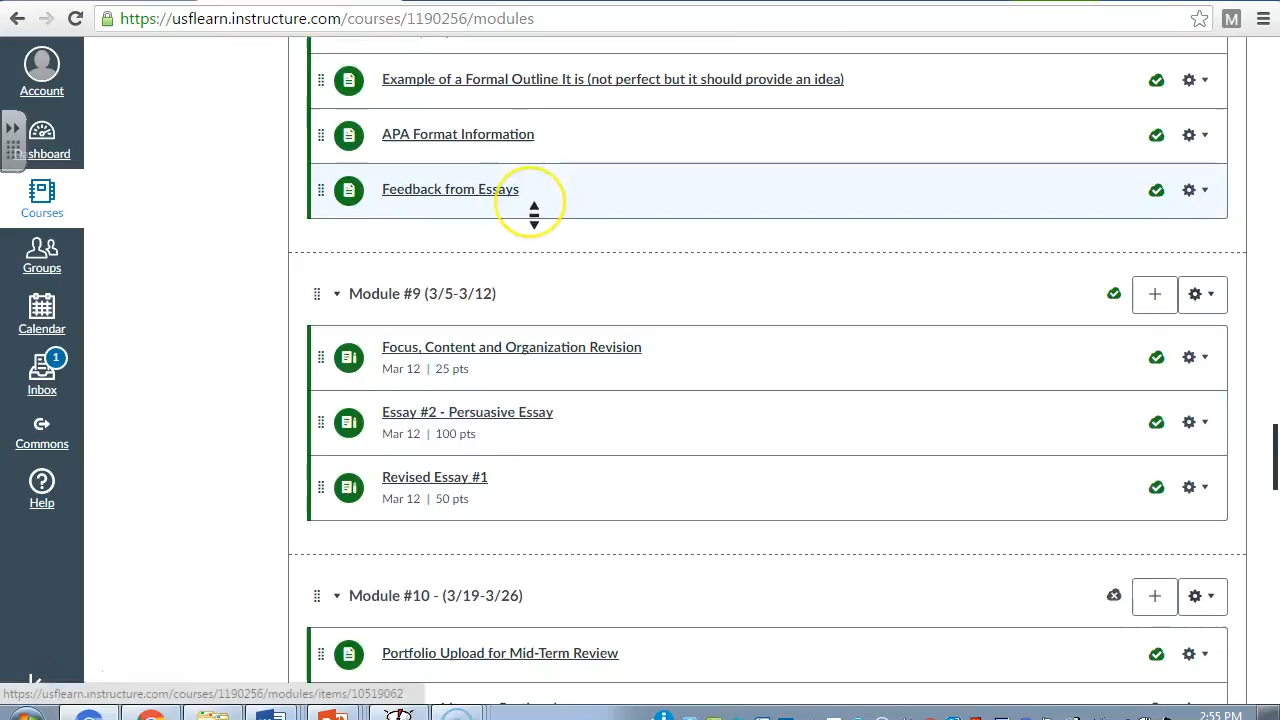 https://usflearn.instructure.com/courses/1190256/modules
M
Account
Dashboard
Courses
Groups
Calendar
1
Inbox
Commons
Help
Example of a Formal Outline It is (not perfect but it should provide an idea)
APA Format Information
Feedback from Essays
Module #9 (3/5-3/12)
Focus, Content and Organization Revision
Mar 12 | 25 pts
Essay #2 - Persuasive Essay
Mar 12 | 100 pts
Revised Essay #1
Mar 12 | 50 pts
Module #10 - (3/19-3/26)
Portfolio Upload for Mid-Term Review
https://usflearn.instructure.com/courses/1190256/modules/items/10519062
2:55 PM